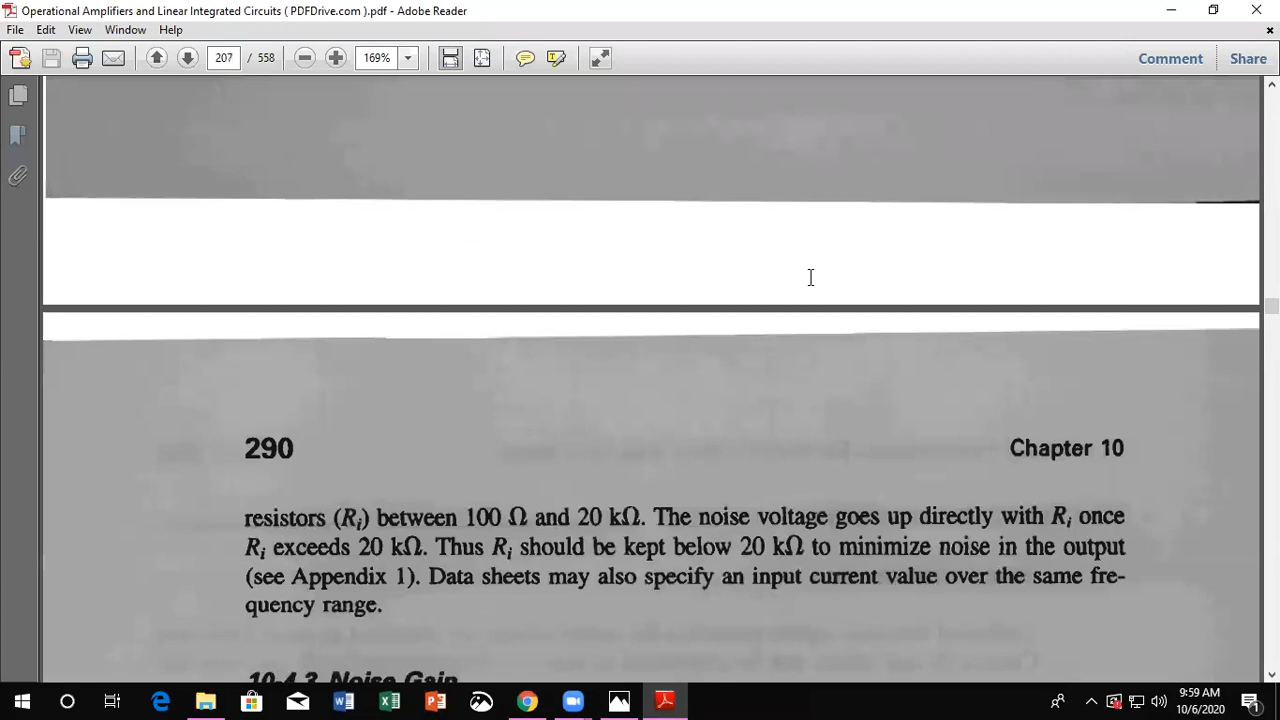 Operational Amplifiers and Linear Integrated Circuits ( PDFDrive.com ).pdf - Adobe Reader
File Edit View Window Help
207 / 558 169% Comment Share
290 Chapter 10
resistors (Ri) between 100 Ω and 20 kΩ. The noise voltage goes up directly with Ri once
Ri exceeds 20 kΩ. Thus Ri should be kept below 20 kΩ to minimize noise in the output
(see Appendix 1). Data sheets may also specify an input current value over the same fre-
quency range.
10-4.3 Noise Gain
9:59 AM
10/6/2020